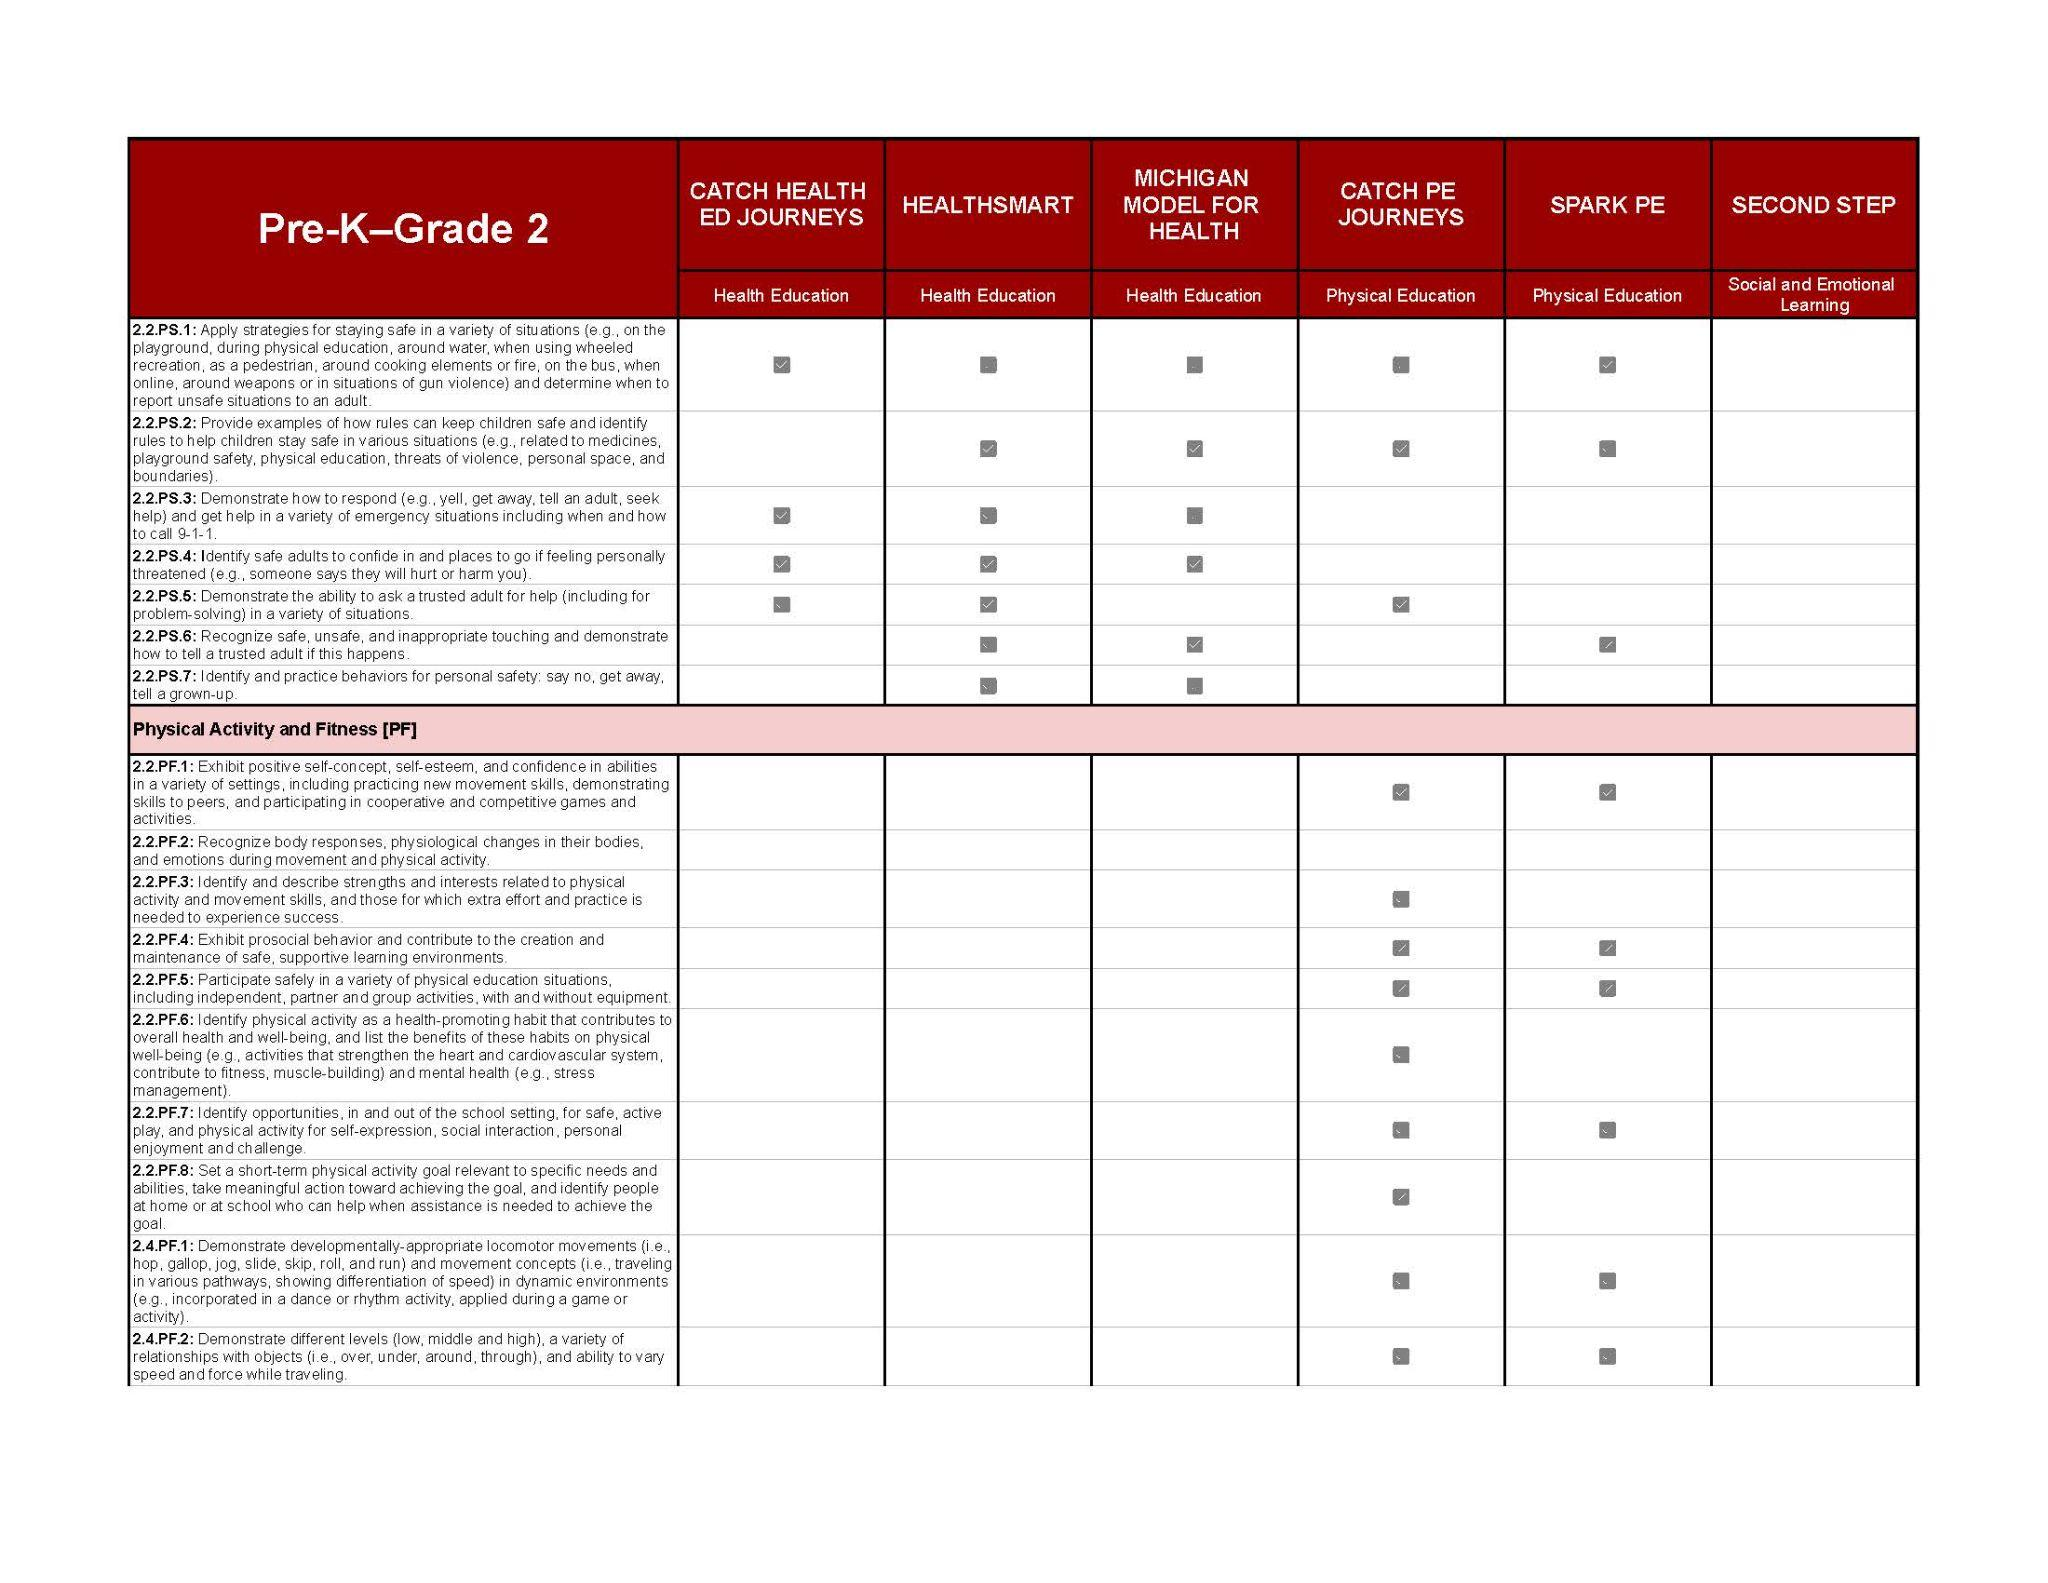 Pre-K–Grade 2
CATCH HEALTH
ED JOURNEYS
HEALTHSMART
MICHIGAN
MODEL FOR
HEALTH
CATCH PE
JOURNEYS
SPARK PE
SECOND STEP
Health Education
Health Education
Health Education
Physical Education
Physical Education
Social and Emotional
Learning
2.2.PS.1: Apply strategies for staying safe in a variety of situations (e.g., on the
playground, during physical education, around water, when using wheeled
recreation, as a pedestrian, around cooking elements or fire, on the bus, when
online, around weapons or in situations of gun violence) and determine when to
report unsafe situations to an adult.
2.2.PS.2: Provide examples of how rules can keep children safe and identify
rules to help children stay safe in various situations (e.g., related to medicines,
playground safety, physical education, threats of violence, personal space, and
boundaries).
2.2.PS.3: Demonstrate how to respond (e.g., yell, get away, tell an adult, seek
help) and get help in a variety of emergency situations including when and how
to call 9-1-1.
2.2.PS.4: Identify safe adults to confide in and places to go if feeling personally
threatened (e.g., someone says they will hurt or harm you).
2.2.PS.5: Demonstrate the ability to ask a trusted adult for help (including for
problem-solving) in a variety of situations.
2.2.PS.6: Recognize safe, unsafe, and inappropriate touching and demonstrate
how to tell a trusted adult if this happens.
2.2.PS.7: Identify and practice behaviors for personal safety: say no, get away,
tell a grown-up.
Physical Activity and Fitness [PF]
2.2.PF.1: Exhibit positive self-concept, self-esteem, and confidence in abilities
in a variety of settings, including practicing new movement skills, demonstrating
skills to peers, and participating in cooperative and competitive games and
activities.
2.2.PF.2: Recognize body responses, physiological changes in their bodies,
and emotions during movement and physical activity.
2.2.PF.3: Identify and describe strengths and interests related to physical
activity and movement skills, and those for which extra effort and practice is
needed to experience success.
2.2.PF.4: Exhibit prosocial behavior and contribute to the creation and
maintenance of safe, supportive learning environments.
2.2.PF.5: Participate safely in a variety of physical education situations,
including independent, partner and group activities, with and without equipment.
2.2.PF.6: Identify physical activity as a health-promoting habit that contributes to
overall health and well-being, and list the benefits of these habits on physical
well-being (e.g., activities that strengthen the heart and cardiovascular system,
contribute to fitness, muscle-building) and mental health (e.g., stress
management).
2.2.PF.7: Identify opportunities, in and out of the school setting, for safe, active
play, and physical activity for self-expression, social interaction, personal
enjoyment and challenge.
2.2.PF.8: Set a short-term physical activity goal relevant to specific needs and
abilities, take meaningful action toward achieving the goal, and identify people
at home or at school who can help when assistance is needed to achieve the
goal.
2.4.PF.1: Demonstrate developmentally-appropriate locomotor movements (i.e.,
hop, gallop, jog, slide, skip, roll, and run) and movement concepts (i.e., traveling
in various pathways, showing differentiation of speed) in dynamic environments
(e.g., incorporated in a dance or rhythm activity, applied during a game or
activity).
2.4.PF.2: Demonstrate different levels (low, middle and high), a variety of
relationships with objects (i.e., over, under, around, through), and ability to vary
speed and force while traveling.